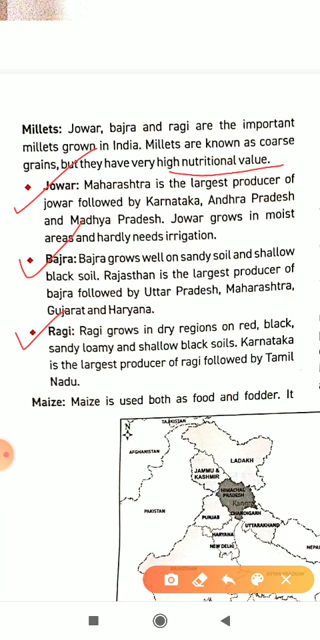 Millets: Jowar, bajra and ragi are the important
millets grown in India. Millets are known as coarse
grains, but they have very high nutritional value.
Jowar: Maharashtra is the largest producer of
jowar followed by Karnataka, Andhra Pradesh
and Madhya Pradesh. Jowar grows in moist
areas and hardly needs irrigation.
Bajra: Bajra grows well on sandy soil and shallow
black soil. Rajasthan is the largest producer of
bajra followed by Uttar Pradesh, Maharashtra,
Gujarat and Haryana.
Ragi: Ragi grows in dry regions on red, black,
sandy loamy and shallow black soils. Karnataka
is the largest producer of ragi followed by Tamil
Nadu.
Maize: Maize is used both as food and fodder. It
N
TAJIKISTAN
AFGHANISTAN
LADAKH
JAMMU &
KASHMIR
HIMACHAL
PRADESH
PAKISTAN
PUNJAB
CHANDIGARH
UTTARAKHAND
HARYANA
NEW DELHI
NEPAL
UTTAR PRADESH